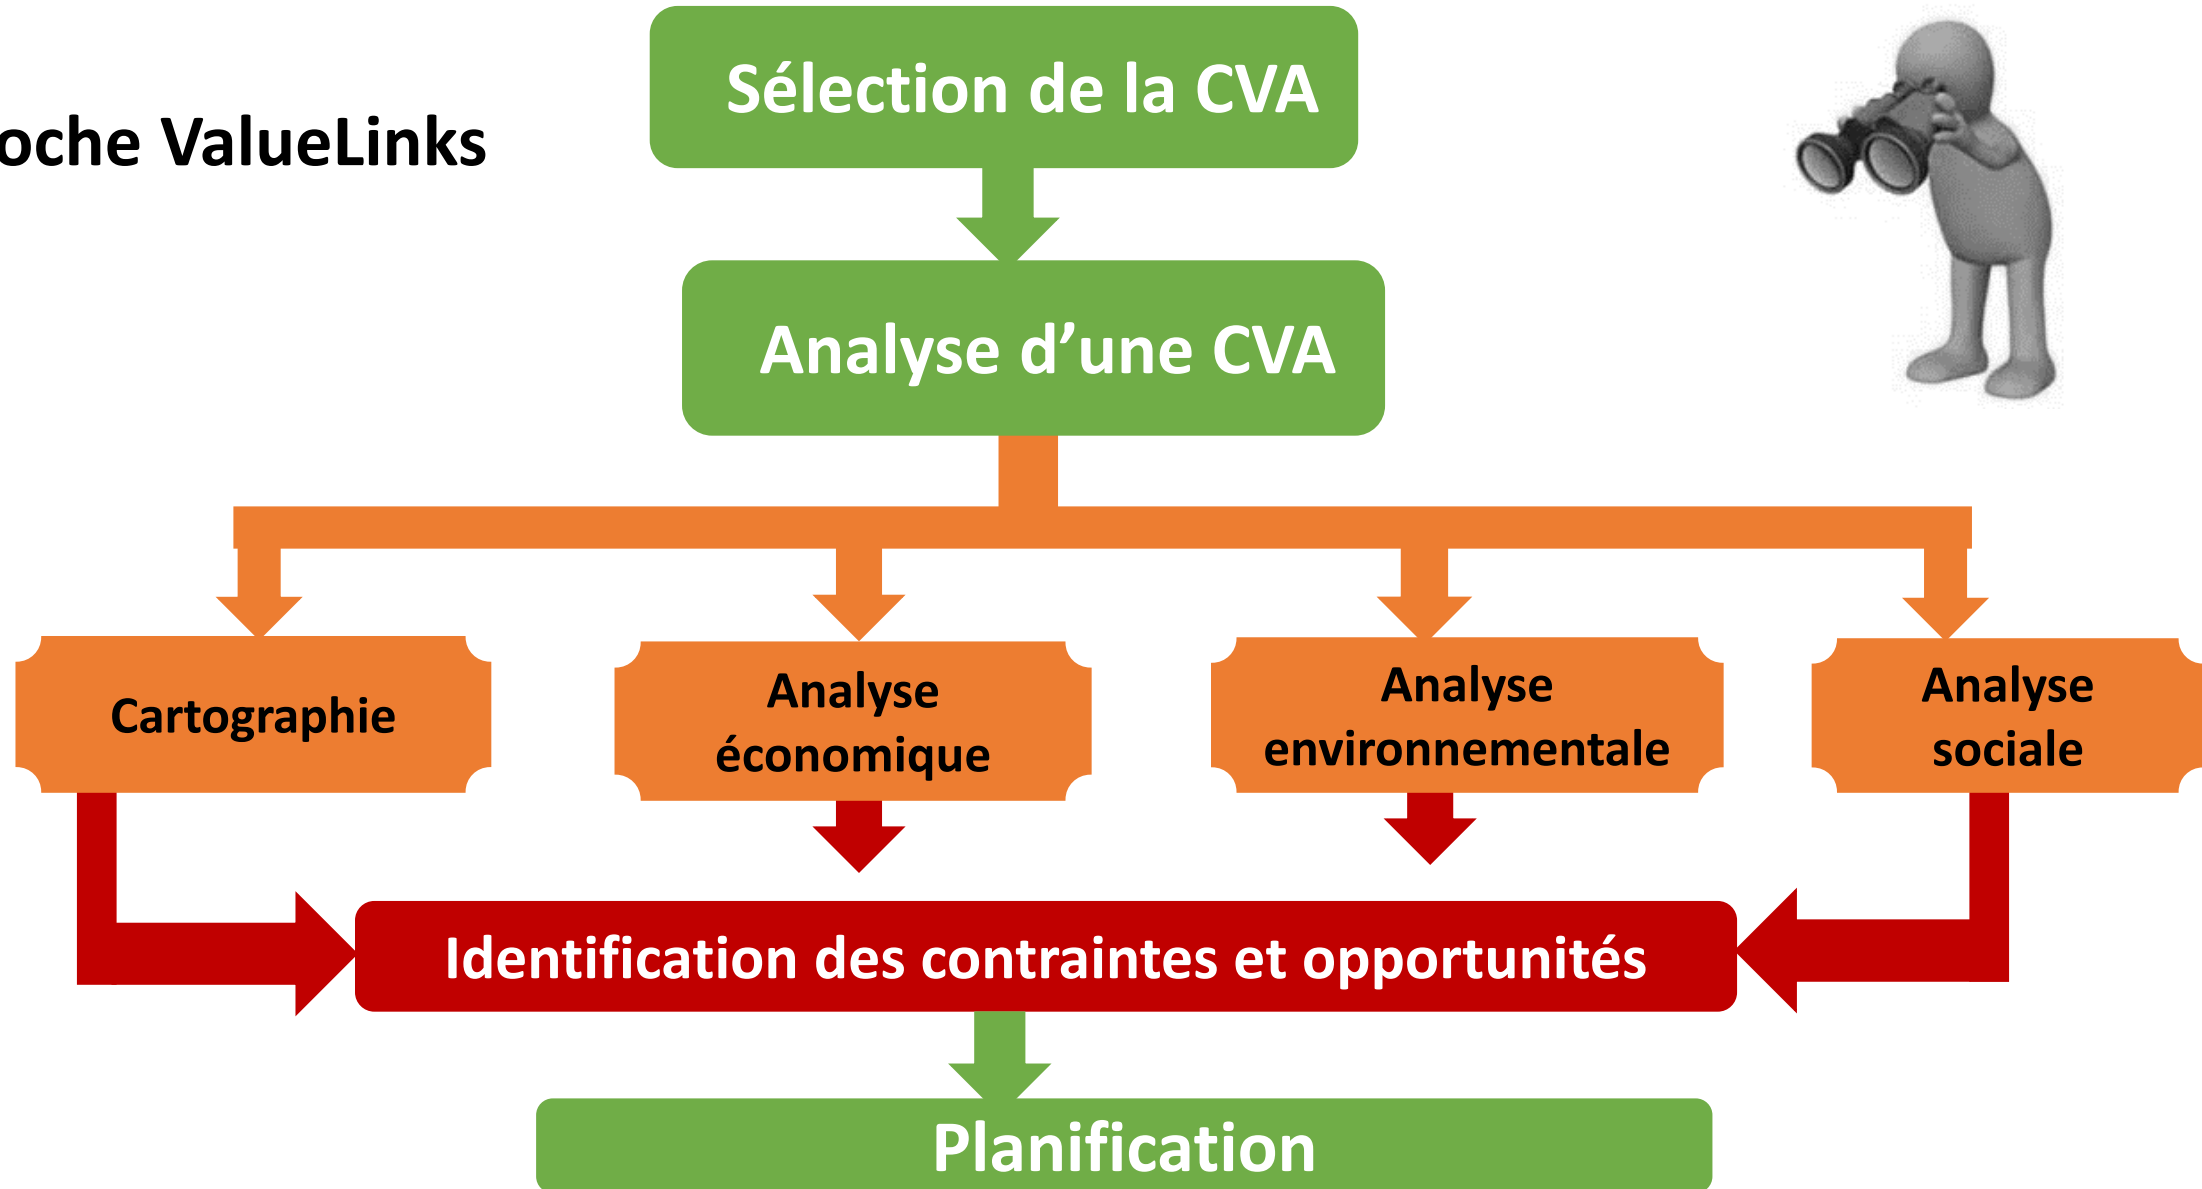 Sélection de la CVA
oche ValueLinks
Analyse d’une CVA
Cartographie
Analyse
économique
Analyse
environnementale
Analyse
sociale
Identification des contraintes et opportunités
Planification